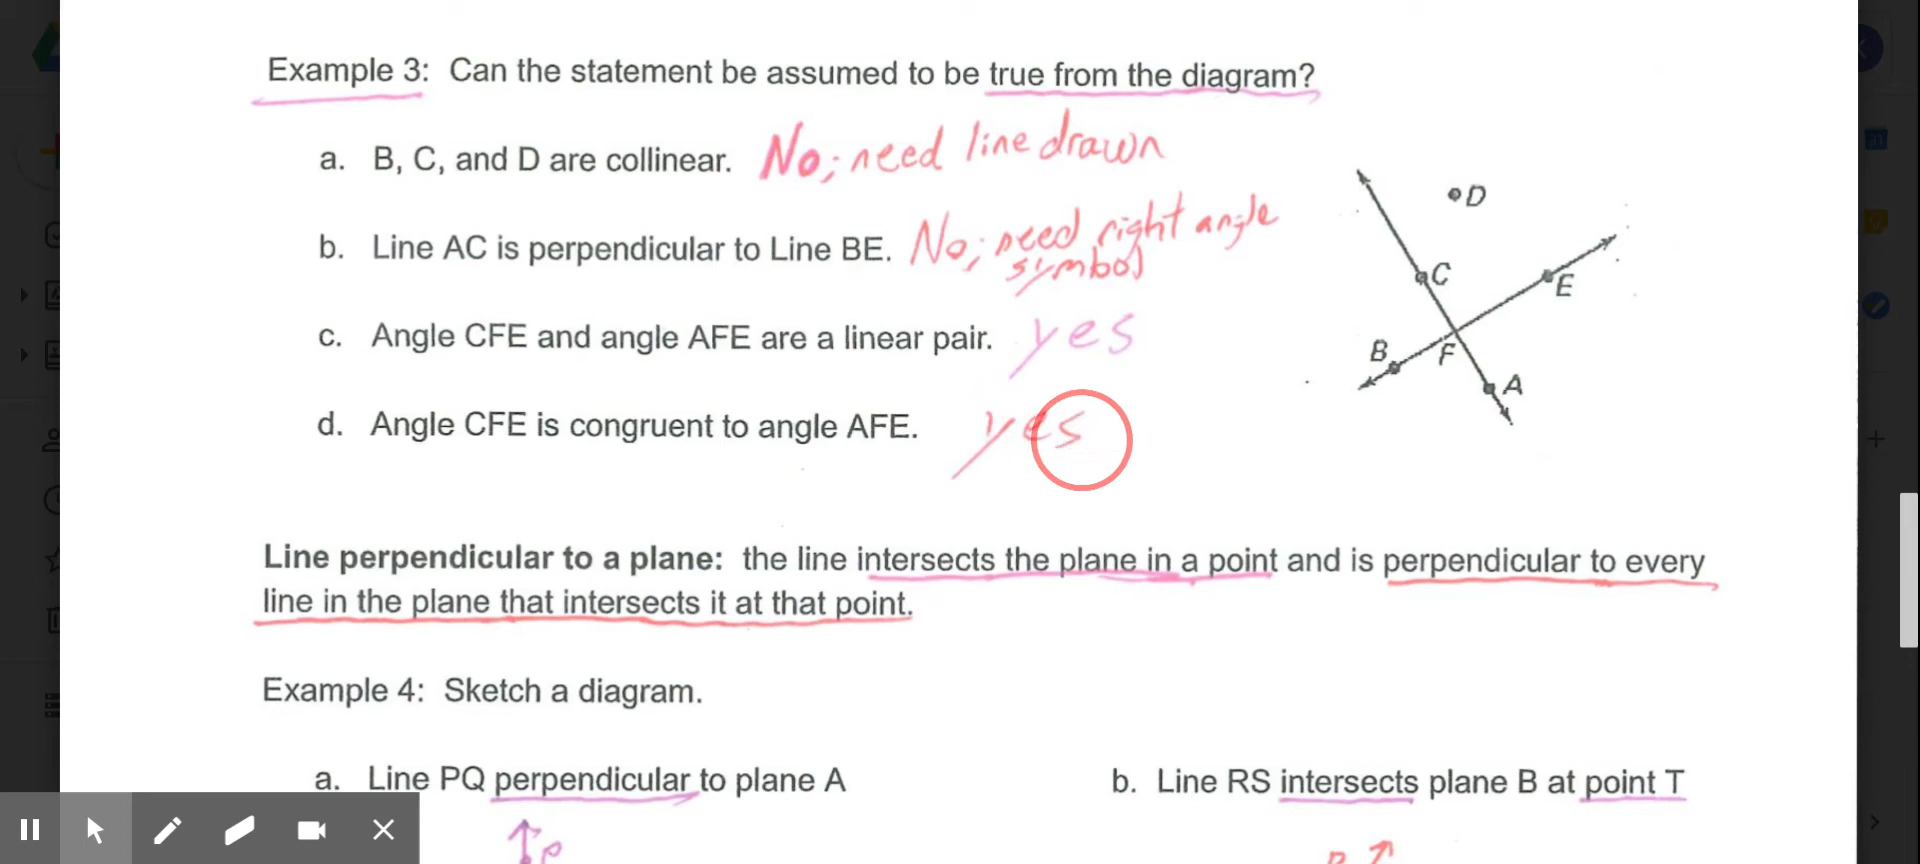 Example 3: Can the statement be assumed to be true from the diagram?
a. B, C, and D are collinear. No; need line drawn
D
b. Line AC is perpendicular to Line BE. No; need right angle
symbol
C
E
c. Angle CFE and angle AFE are a linear pair. yes
B
F
A
d. Angle CFE is congruent to angle AFE. yes
Line perpendicular to a plane: the line intersects the plane in a point and is perpendicular to every
line in the plane that intersects it at that point.
Example 4: Sketch a diagram.
a. Line PQ perpendicular to plane A
b. Line RS intersects plane B at point T
P